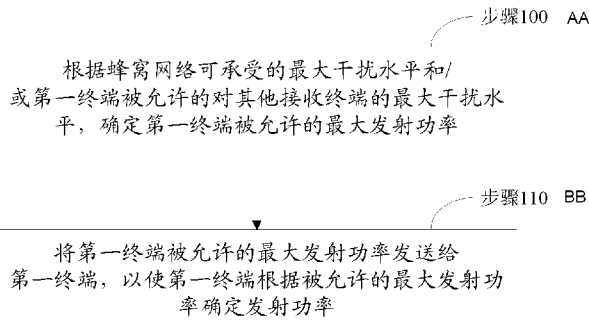 步骤100 AA
根据蜂窝网络可承受的最大干扰水平和/
或第一终端被允许的对其他接收终端的最大干扰水
平，确定第一终端被允许的最大发射功率
步骤110 BB
将第一终端被允许的最大发射功率发送给
第一终端，以使第一终端根据被允许的最大发射功
率确定发射功率